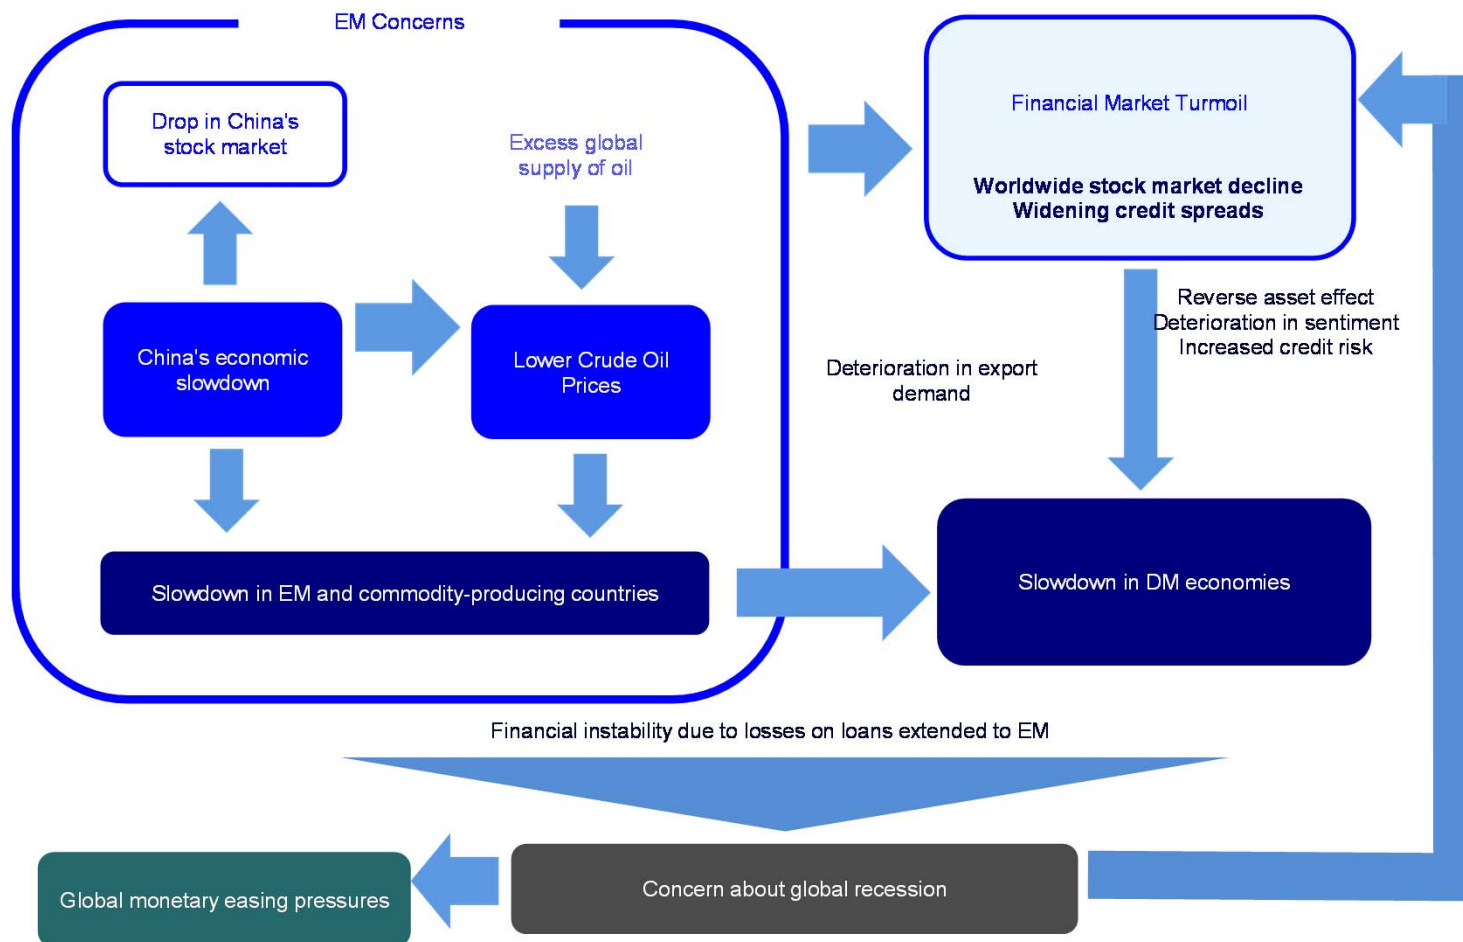 EM Concerns
Drop in China's
stock market
Excess global
supply of oil
China's economic
slowdown
Lower Crude Oil
Prices
Slowdown in EM and commodity-producing countries
Financial Market Turmoil
Worldwide stock market decline
Widening credit spreads
Reverse asset effect
Deterioration in sentiment
Increased credit risk
Deterioration in export
demand
Slowdown in DM economies
Financial instability due to losses on loans extended to EM
Concern about global recession
Global monetary easing pressures